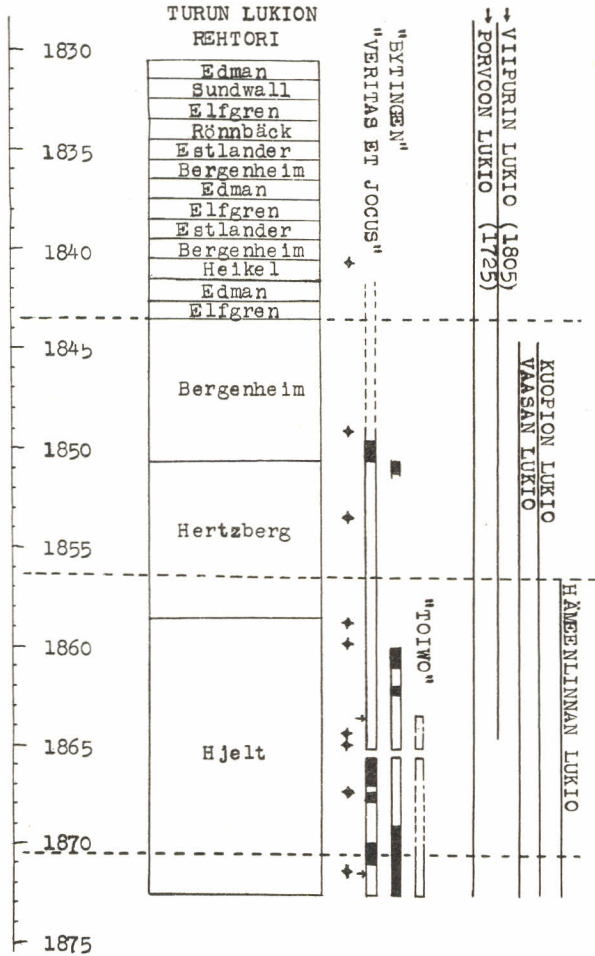 TURUN LUKION
REHTORI
1830
1835
1840
1845
1850
1855
1860
1865
1870
1875
Edman
Sundwall
Elfgren
Rönnbäck
Estlander
Bergenheim
Edman
Elfgren
Estlander
Bergenheim
Heikel
Edman
Elfgren
Bergenheim
Hertzberg
Hjelt
"VERITAS ET JOCUS"
"BYTINGEN"
"TOIWO"
PORVOON LUKIO (1725)
VIIPURIN LUKIO (1805)
VAASAN LUKIO
KUOPION LUKIO
HÄMEENLINNAN LUKIO